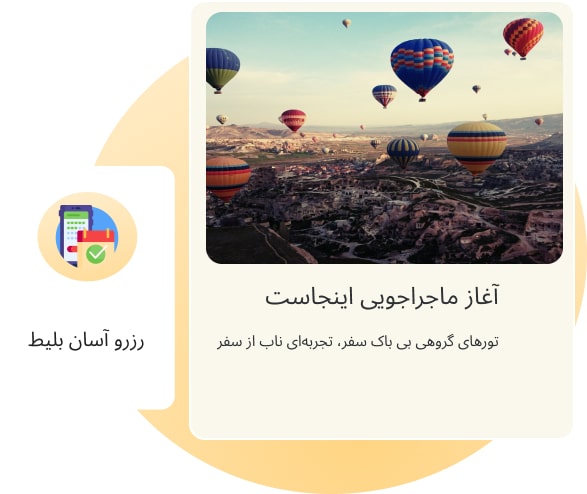 آغاز ماجراجویی اینجاست
تورهای گروهی بی باک سفر، تجربه‌ای ناب از سفر
رزرو آسان بلیط